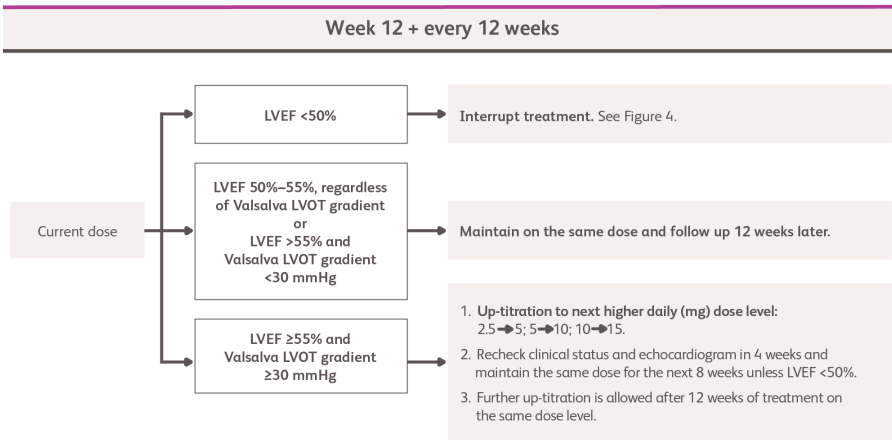 Week 12 + every 12 weeks
LVEF <50%
Interrupt treatment. See Figure 4.
Current dose
LVEF 50%–55%, regardless
of Valsalva LVOT gradient
or
LVEF >55% and
Valsalva LVOT gradient
<30 mmHg
Maintain on the same dose and follow up 12 weeks later.
LVEF ≥55% and
Valsalva LVOT gradient
≥30 mmHg
1. Up-titration to next higher daily (mg) dose level:
2.5➔5; 5➔10; 10➔15.
2. Recheck clinical status and echocardiogram in 4 weeks and
maintain the same dose for the next 8 weeks unless LVEF <50%.
3. Further up-titration is allowed after 12 weeks of treatment on
the same dose level.